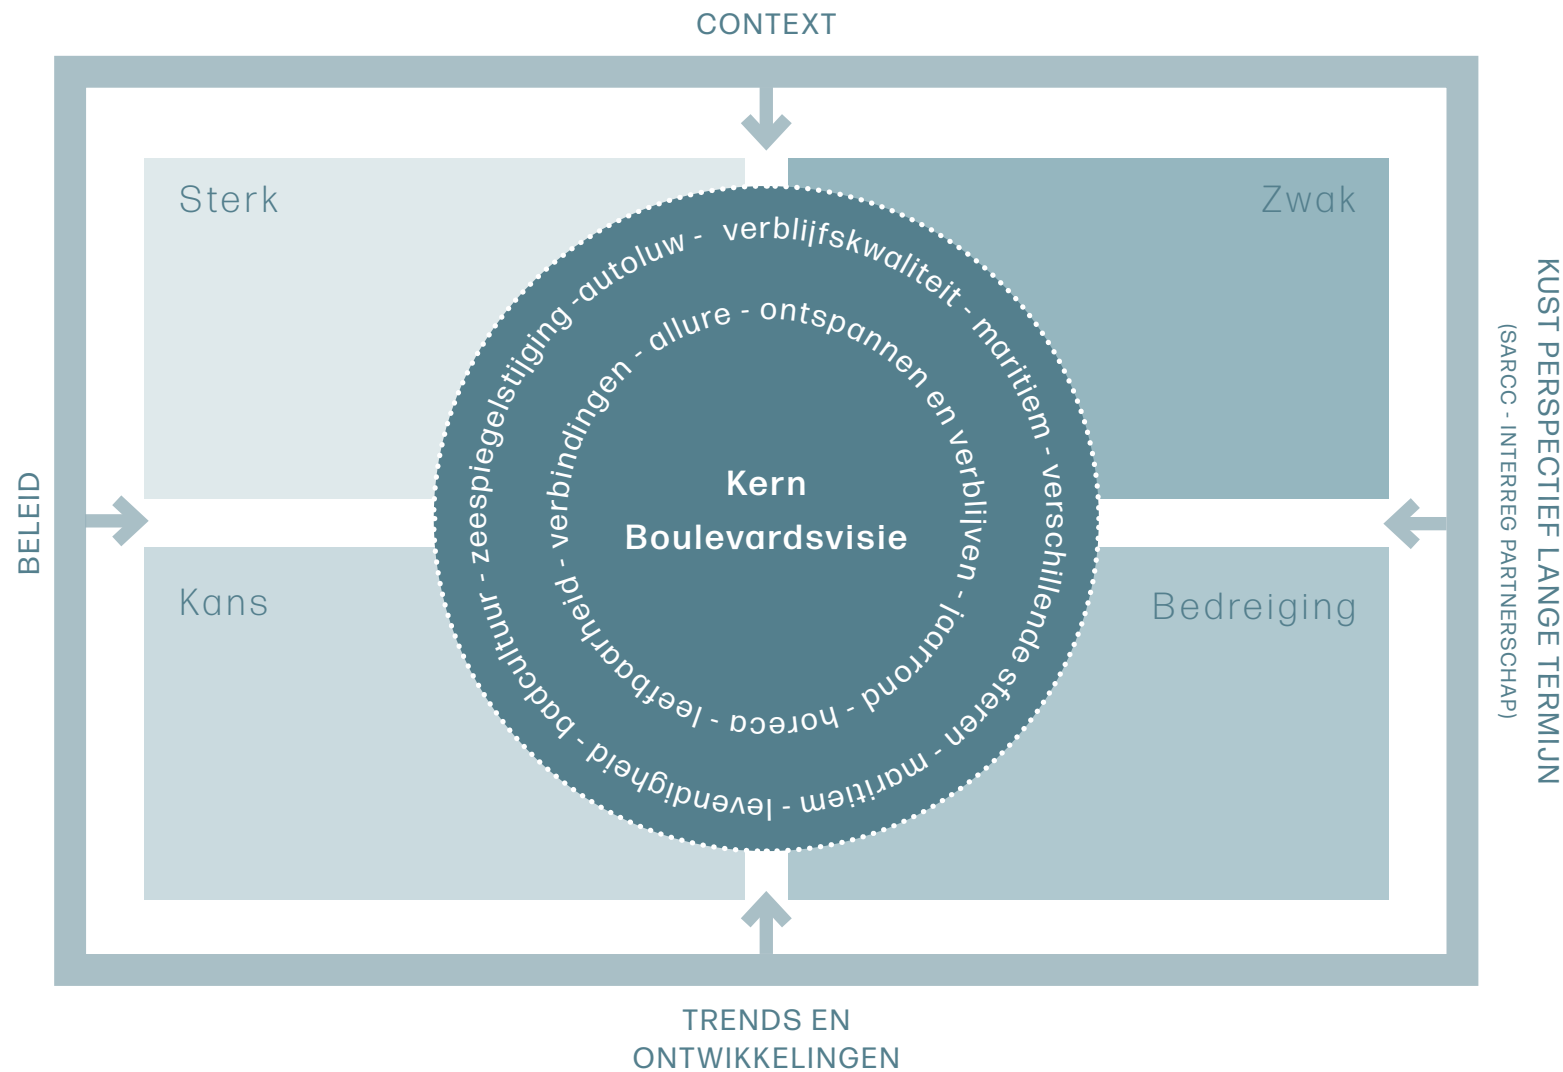 CONTEXT
Sterk
Zwak
verblijfskwaliteit - maritiem - verschillende sferen - maritiem - levendigheid - badcultuur - zeespiegelstijging -autoluw -
ontspannen en verblijven - jaarrond - horeca - leefbaarheid - verbindingen - allure -
Kern
Boulevardsvisie
Kans
Bedreiging
BELEID
KUST PERSPECTIEF LANGE TERMIJN
(SARCC - INTERREG PARTNERSCHAP)
TRENDS EN
ONTWIKKELINGEN